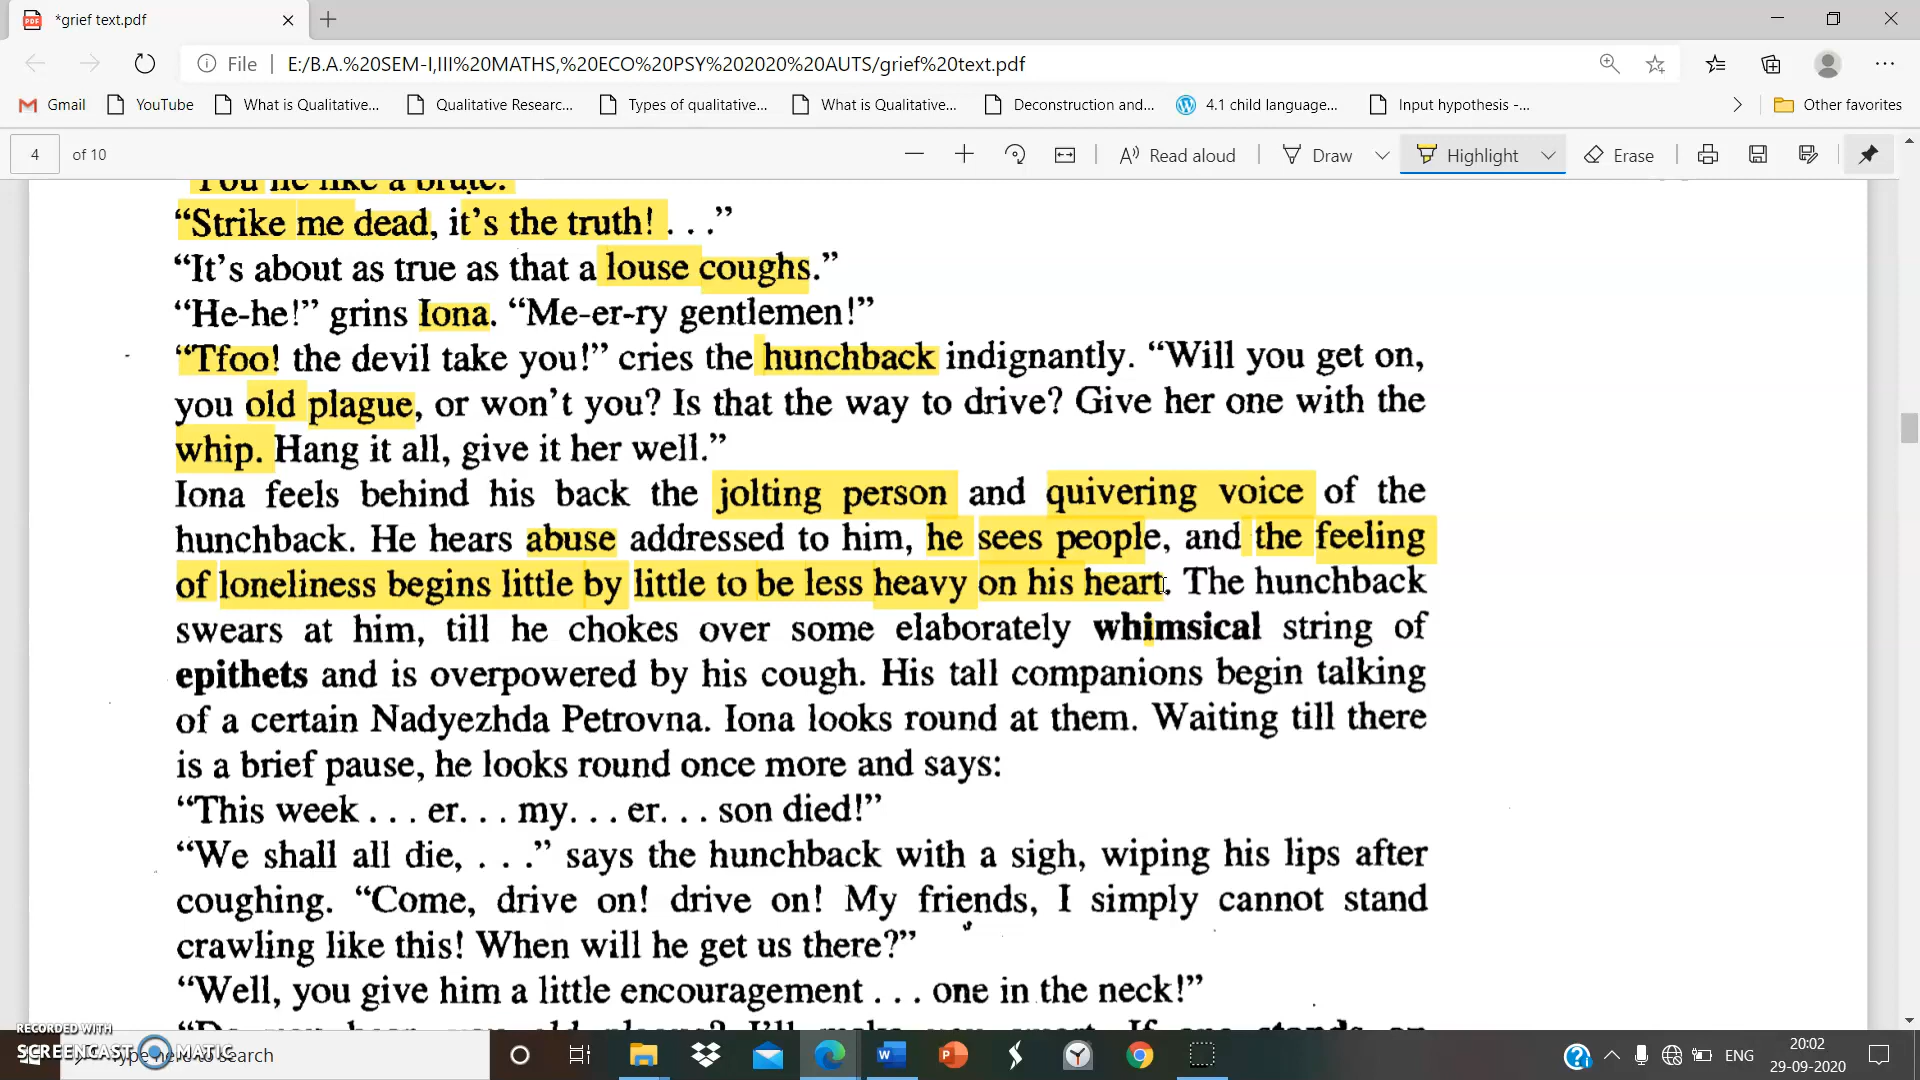 *grief text.pdf
File E:/B.A.%20SEM-I,III%20MATHS,%20ECO%20PSY%202020%20AUTS/grief%20text.pdf
Gmail YouTube What is Qualitative... Qualitative Researc... Types of qualitative... What is Qualitative... Deconstruction and... 4.1 child language... Input hypothesis -... Other favorites
4 of 10 Read aloud Draw Highlight Erase
"You lie like a brute."
"Strike me dead, it's the truth! . . ."
"It's about as true as that a louse coughs."
"He-he!" grins Iona. "Me-er-ry gentlemen!"
"Tfoo! the devil take you!" cries the hunchback indignantly. "Will you get on,
you old plague, or won't you? Is that the way to drive? Give her one with the
whip. Hang it all, give it her well."
Iona feels behind his back the jolting person and quivering voice of the
hunchback. He hears abuse addressed to him, he sees people, and the feeling
of loneliness begins little by little to be less heavy on his heart. The hunchback
swears at him, till he chokes over some elaborately whimsical string of
epithets and is overpowered by his cough. His tall companions begin talking
of a certain Nadyezhda Petrovna. Iona looks round at them. Waiting till there
is a brief pause, he looks round once more and says:
"This week . . . er. . . my. . . er. . . son died!"
"We shall all die, . . ." says the hunchback with a sigh, wiping his lips after
coughing. "Come, drive on! drive on! My friends, I simply cannot stand
crawling like this! When will he get us there?"
"Well, you give him a little encouragement . . . one in the neck!"
RECORDED WITH
SCREENCAST MATIC
Type here to search
ENG
20:02
29-09-2020